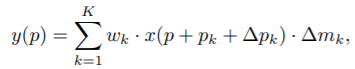 y(p) = \sum_{k=1}^{K} w_k \cdot x(p + p_k + \Delta p_k) \cdot \Delta m_k,